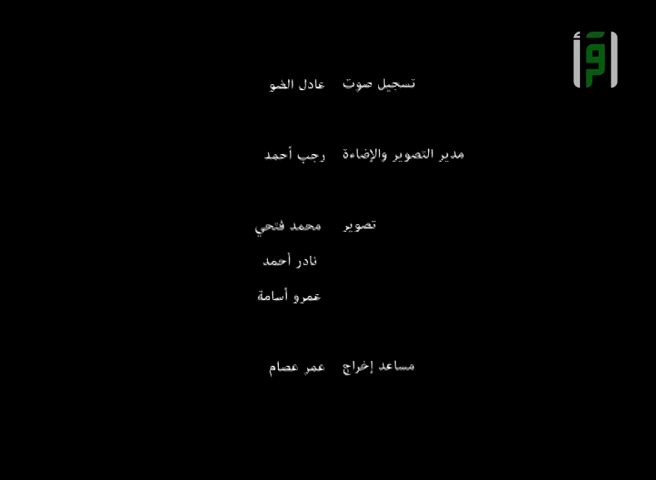 اقرأ
تسجيل صوت عادل الضو
مدير التصوير والإضاءة رجب أحمد
تصوير محمد فتحي
نادر أحمد
عمرو أسامة
مساعد إخراج عمر عصام